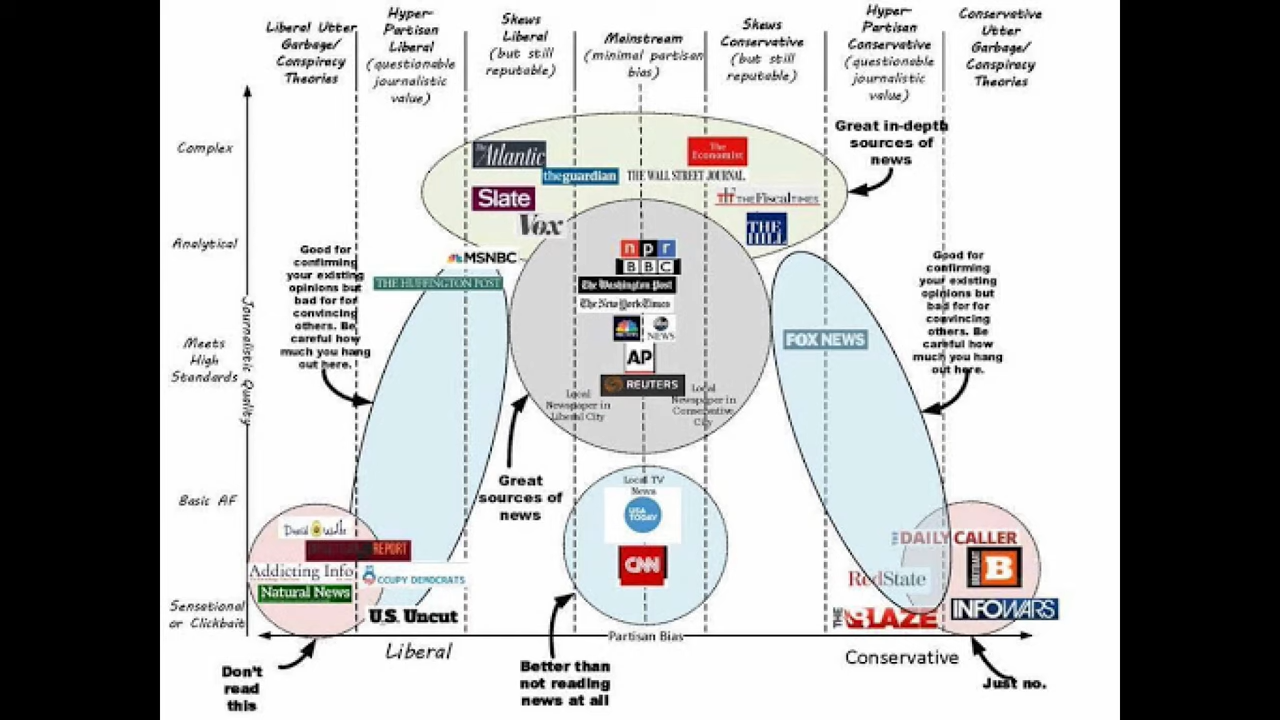 Liberal Utter
Garbage/
Conspiracy
Theories
Hyper-
Partisan
Liberal
(questionable
journalistic
value)
Skews
Liberal
(but still
reputable)
Mainstream
(minimal partisan
bias)
Skews
Conservative
(but still
reputable)
Hyper-
Partisan
Conservative
(questionable
journalistic
value)
Conservative
Utter
Garbage/
Conspiracy
Theories
Complex
Analytical
Meets
High
Standards
Basic AF
Sensational
or Clickbait
Journalistic Quality
Great in-depth
sources of
news
The Atlantic
theguardian
Slate
Vox
The
Economist
THE WALL STREET JOURNAL
THE FISCAL TIMES
THE
HILL
Good for
confirming
your existing
opinions but
bad for for
convincing
others. Be
careful how
much you hang
out here.
MSNBC
THE HUFFINGTON POST
npr
BBC
The Washington Post
The New York Times
NBC NEWS
abc
NEWS
AP
REUTERS
Local
Newspaper in
Liberal City
Local
Newspaper in
Conservative
City
FOX NEWS
Good for
confirming
your existing
opinions but
bad for for
convincing
others. Be
careful how
much you hang
out here.
Great
sources of
news
Local TV
News
USA
TODAY
CNN
David Wolfe
REPORT
Addicting Info
Natural News
OCCUPY DEMOCRATS
U.S. Uncut
THE DAILY CALLER
RedState
BREITBART
B
THE BLAZE
INFOWARS
Partisan Bias
Liberal
Conservative
Don't
read
this
Better than
not reading
news at all
Just no.